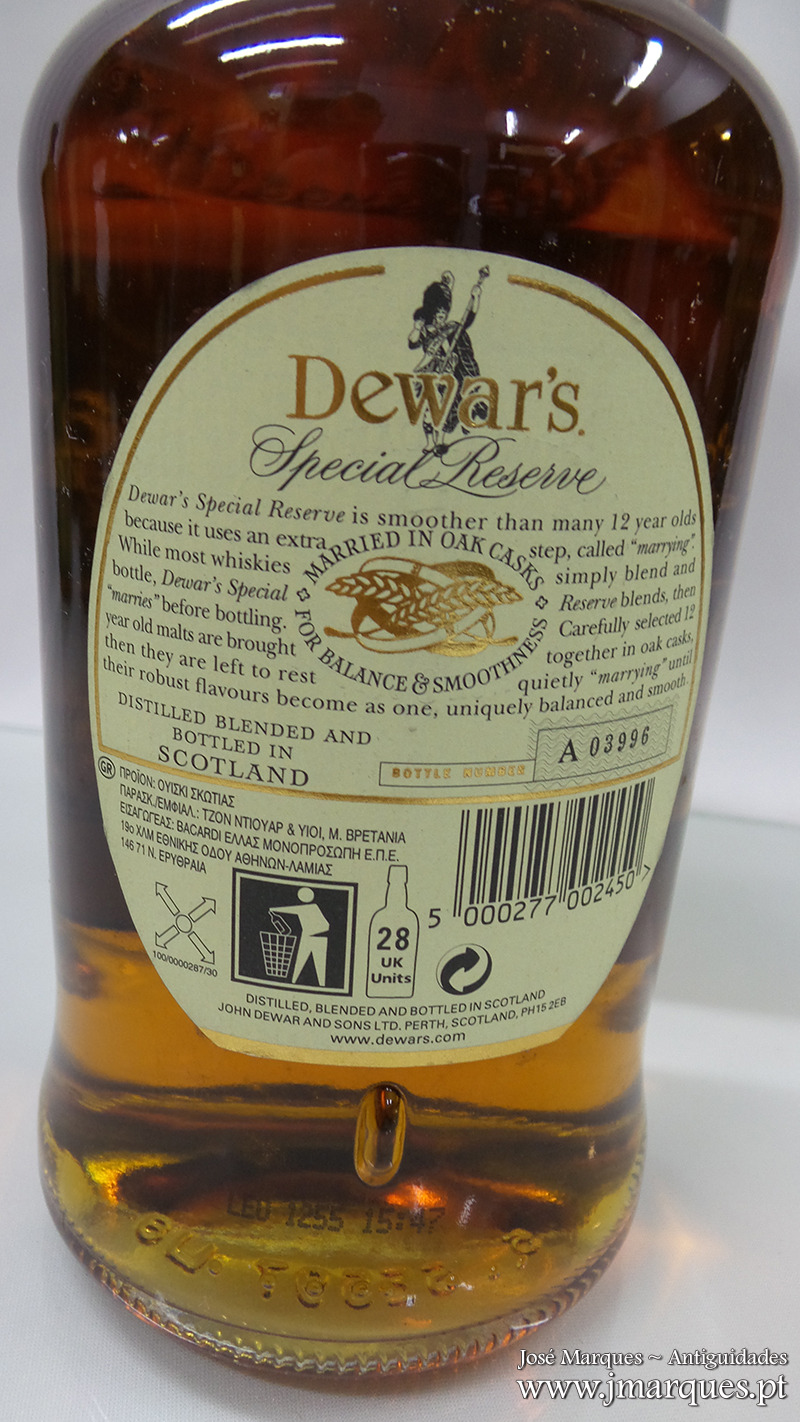 Dewar's
Special Reserve
Dewar's Special Reserve is smoother than many 12 year olds
because it uses an extra step, called "marrying".
While most whiskies simply blend and
bottle, Dewar's Special Reserve blends, then
"marries" before bottling. Carefully selected 12
year old malts are brought together in oak casks,
then they are left to rest quietly "marrying" until
their robust flavours become as one, uniquely balanced and smooth.
MARRIED IN OAK CASKS
FOR BALANCE & SMOOTHNESS
DISTILLED BLENDED AND
BOTTLED IN
SCOTLAND
BOTTLE NUMBER A 03996
GR
ΠΡΟΪΟΝ: ΟΥΙΣΚΙ ΣΚΩΤΙΑΣ
ΠΑΡΑΣΚ./ΕΜΦΙΑΛ.: ΤΖΟΝ ΝΤΙΟΥΑΡ & ΥΙΟΙ, Μ. ΒΡΕΤΑΝΙΑ
ΕΙΣΑΓΩΓΕΑΣ: BACARDI ΕΛΛΑΣ ΜΟΝΟΠΡΟΣΩΠΗ Ε.Π.Ε.
19ο ΧΛΜ ΕΘΝΙΚΗΣ ΟΔΟΥ ΑΘΗΝΩΝ-ΛΑΜΙΑΣ
146 71 Ν. ΕΡΥΘΡΑΙΑ
100/0000287/30
28
UK
Units
5 000277 002450 >
DISTILLED, BLENDED AND BOTTLED IN SCOTLAND
JOHN DEWAR AND SONS LTD. PERTH, SCOTLAND, PH15 2EB
www.dewars.com
LEO 1255 15:47
José Marques ~ Antiguidades
www.jmarques.pt